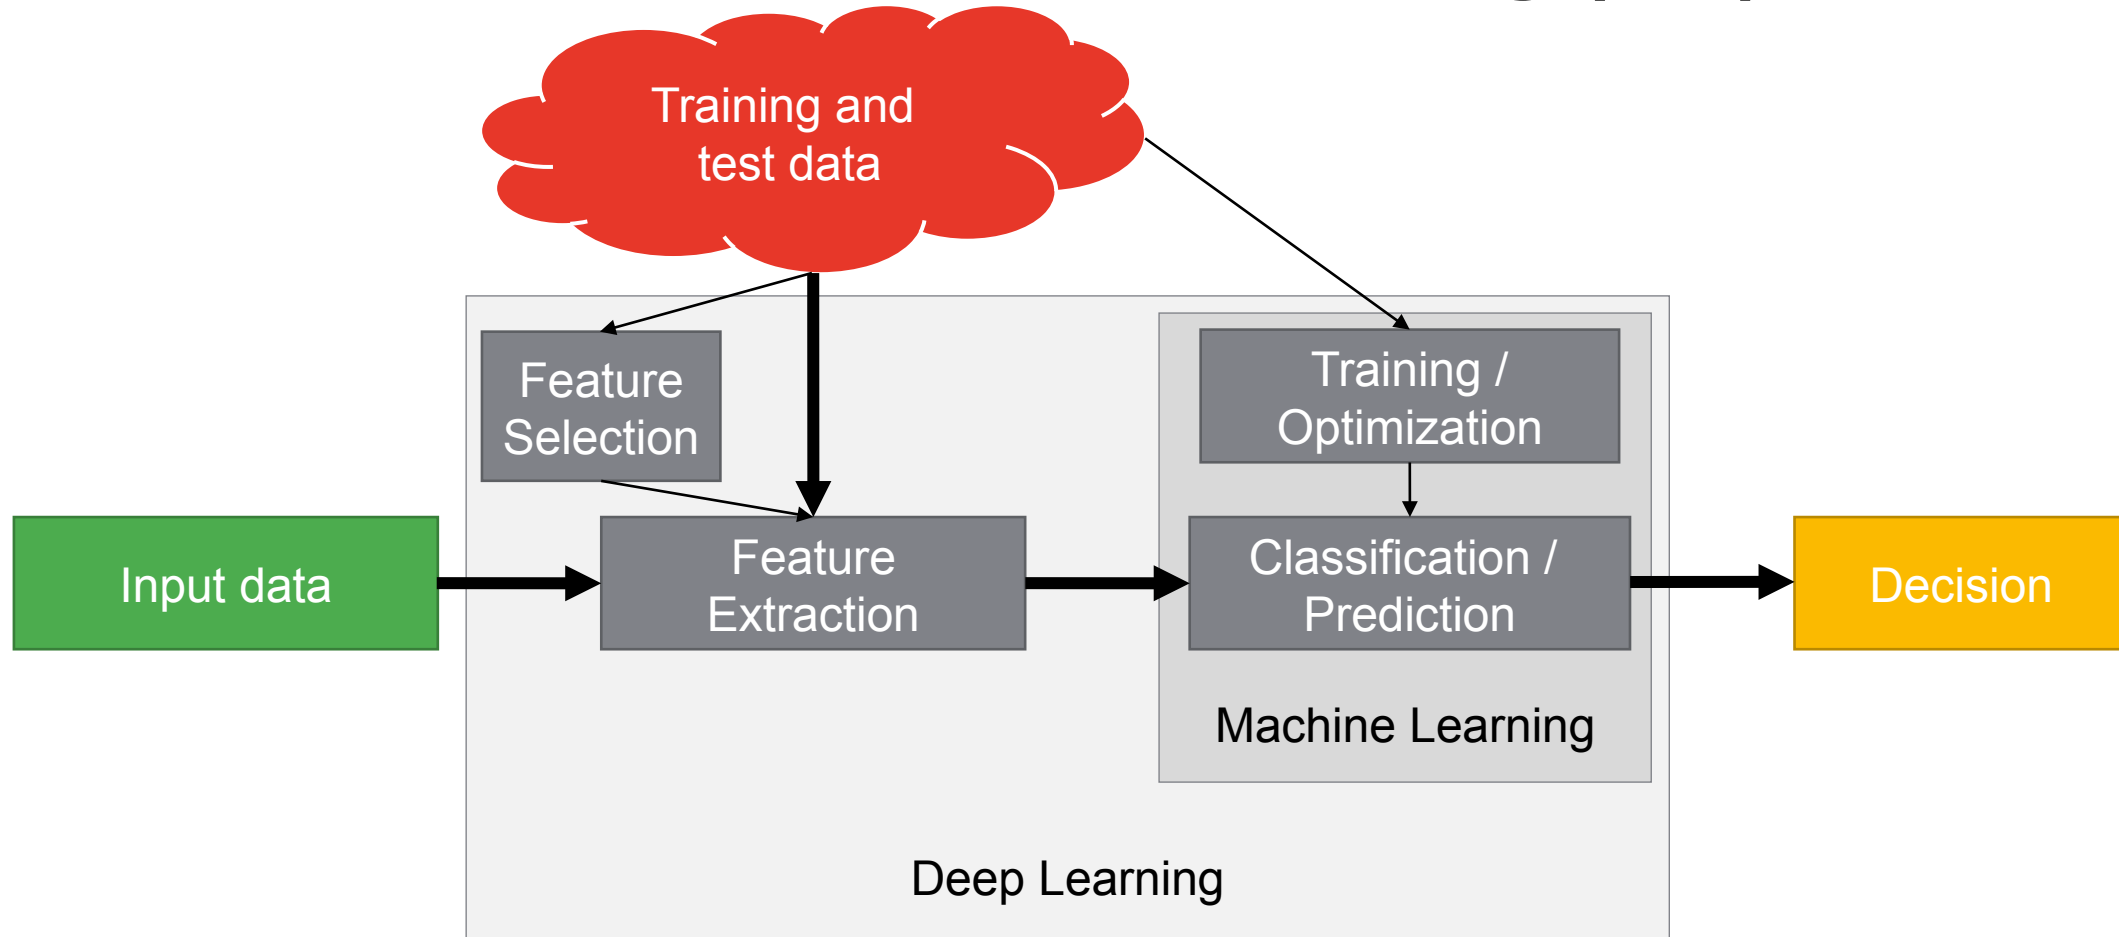 Training and
test data
Feature
Selection
Training /
Optimization
Input data
Feature
Extraction
Classification /
Prediction
Decision
Machine Learning
Deep Learning